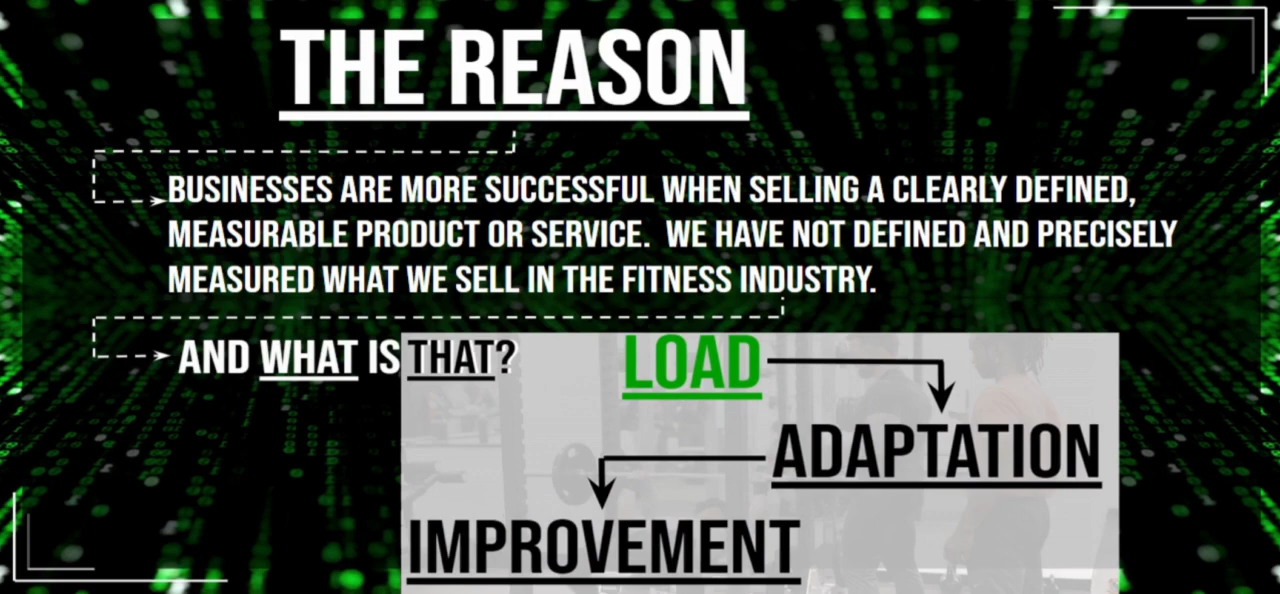 THE REASON
BUSINESSES ARE MORE SUCCESSFUL WHEN SELLING A CLEARLY DEFINED,
MEASURABLE PRODUCT OR SERVICE. WE HAVE NOT DEFINED AND PRECISELY
MEASURED WHAT WE SELL IN THE FITNESS INDUSTRY.
AND WHAT IS THAT?
LOAD
ADAPTATION
IMPROVEMENT